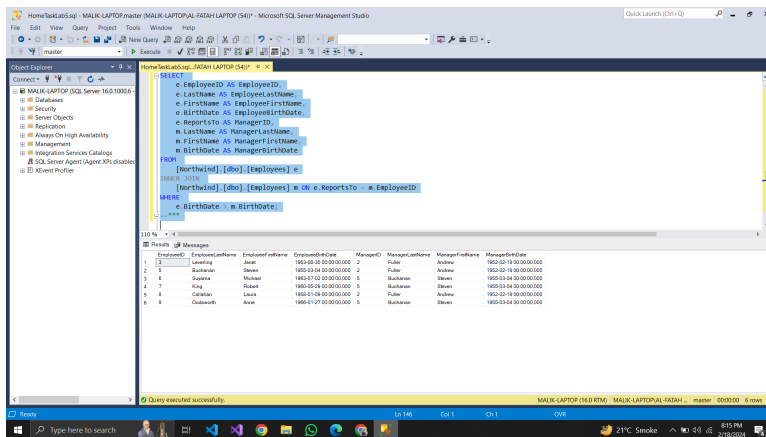 HomeTaskLab5.sql - MALIK-LAPTOP.master (MALIK-LAPTOP\AL-FATAH LAPTOP (54))* - Microsoft SQL Server Management Studio
Quick Launch (Ctrl+Q)
File Edit View Query Project Tools Window Help
New Query
master
Execute
Object Explorer
HomeTaskLab5.sql...FATAH LAPTOP (54))*
Connect
MALIK-LAPTOP (SQL Server 16.0.1000.6 -
Databases
Security
Server Objects
Replication
Always On High Availability
Management
Integration Services Catalogs
SQL Server Agent (Agent XPs disabled
XEvent Profiler
SELECT
e.EmployeeID AS EmployeeID,
e.LastName AS EmployeeLastName,
e.FirstName AS EmployeeFirstName,
e.BirthDate AS EmployeeBirthDate,
e.ReportsTo AS ManagerID,
m.LastName AS ManagerLastName,
m.FirstName AS ManagerFirstName,
m.BirthDate AS ManagerBirthDate
FROM
[Northwind].[dbo].[Employees] e
INNER JOIN
[Northwind].[dbo].[Employees] m ON e.ReportsTo = m.EmployeeID
WHERE
e.BirthDate > m.BirthDate;
--***
110 %
Results Messages
EmployeeID EmployeeLastName EmployeeFirstName EmployeeBirthDate ManagerID ManagerLastName ManagerFirstName ManagerBirthDate
1 3 Leverling Janet 1963-08-30 00:00:00.000 2 Fuller Andrew 1952-02-19 00:00:00.000
2 5 Buchanan Steven 1955-03-04 00:00:00.000 2 Fuller Andrew 1952-02-19 00:00:00.000
3 6 Suyama Michael 1963-07-02 00:00:00.000 5 Buchanan Steven 1955-03-04 00:00:00.000
4 7 King Robert 1960-05-29 00:00:00.000 5 Buchanan Steven 1955-03-04 00:00:00.000
5 8 Callahan Laura 1958-01-09 00:00:00.000 2 Fuller Andrew 1952-02-19 00:00:00.000
6 9 Dodsworth Anne 1966-01-27 00:00:00.000 5 Buchanan Steven 1955-03-04 00:00:00.000
Query executed successfully.
MALIK-LAPTOP (16.0 RTM) MALIK-LAPTOP\AL-FATAH ... master 00:00:00 6 rows
Ready
Ln 146 Col 1 Ch 1 OVR
Type here to search
21°C Smoke
8:15 PM
2/18/2024